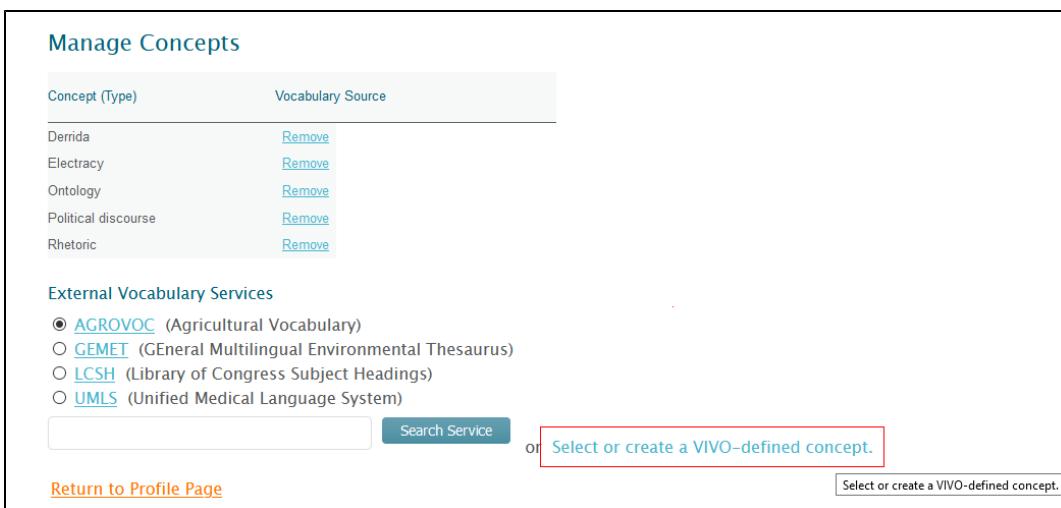 Manage Concepts
Concept (Type) Vocabulary Source
Derrida Remove
Electracy Remove
Ontology Remove
Political discourse Remove
Rhetoric Remove
External Vocabulary Services
AGROVOC (Agricultural Vocabulary)
GEMET (GEneral Multilingual Environmental Thesaurus)
LCSH (Library of Congress Subject Headings)
UMLS (Unified Medical Language System)
Search Service or Select or create a VIVO-defined concept.
Return to Profile Page Select or create a VIVO-defined concept.